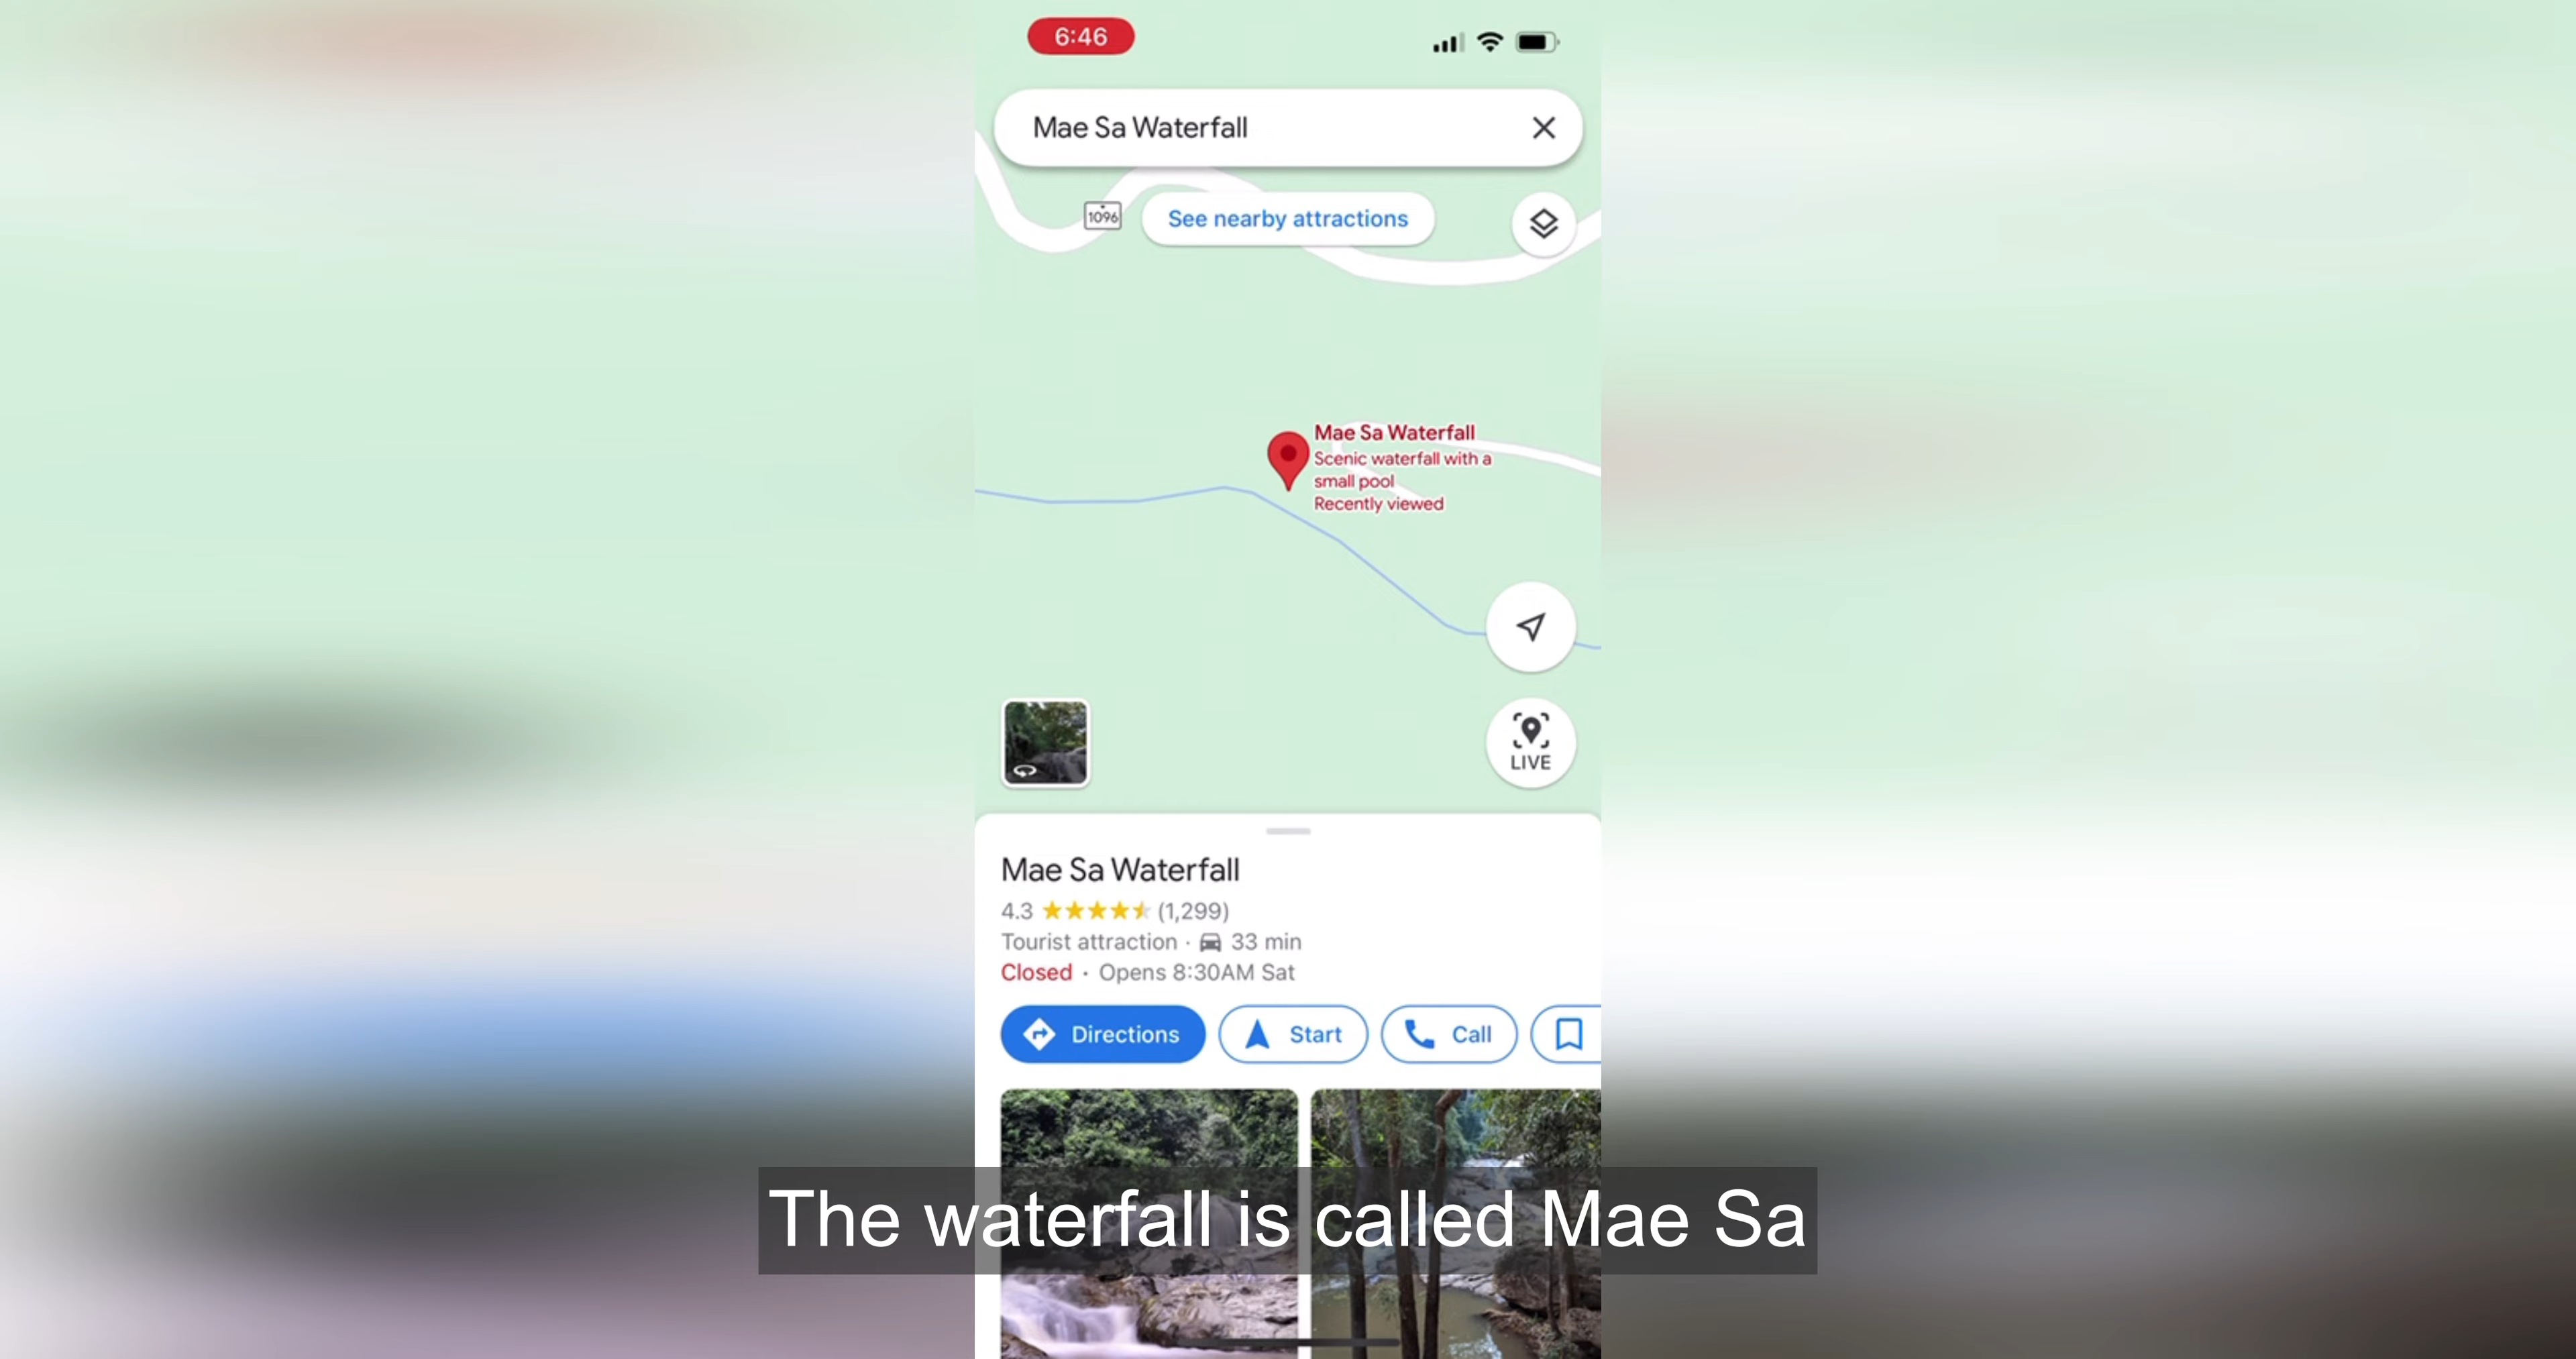 6:46
Mae Sa Waterfall
1096
See nearby attractions
Mae Sa Waterfall
Scenic waterfall with a
small pool
Recently viewed
LIVE
Mae Sa Waterfall
4.3 (1,299)
Tourist attraction · 33 min
Closed · Opens 8:30AM Sat
Directions
Start
Call
The waterfall is called Mae Sa